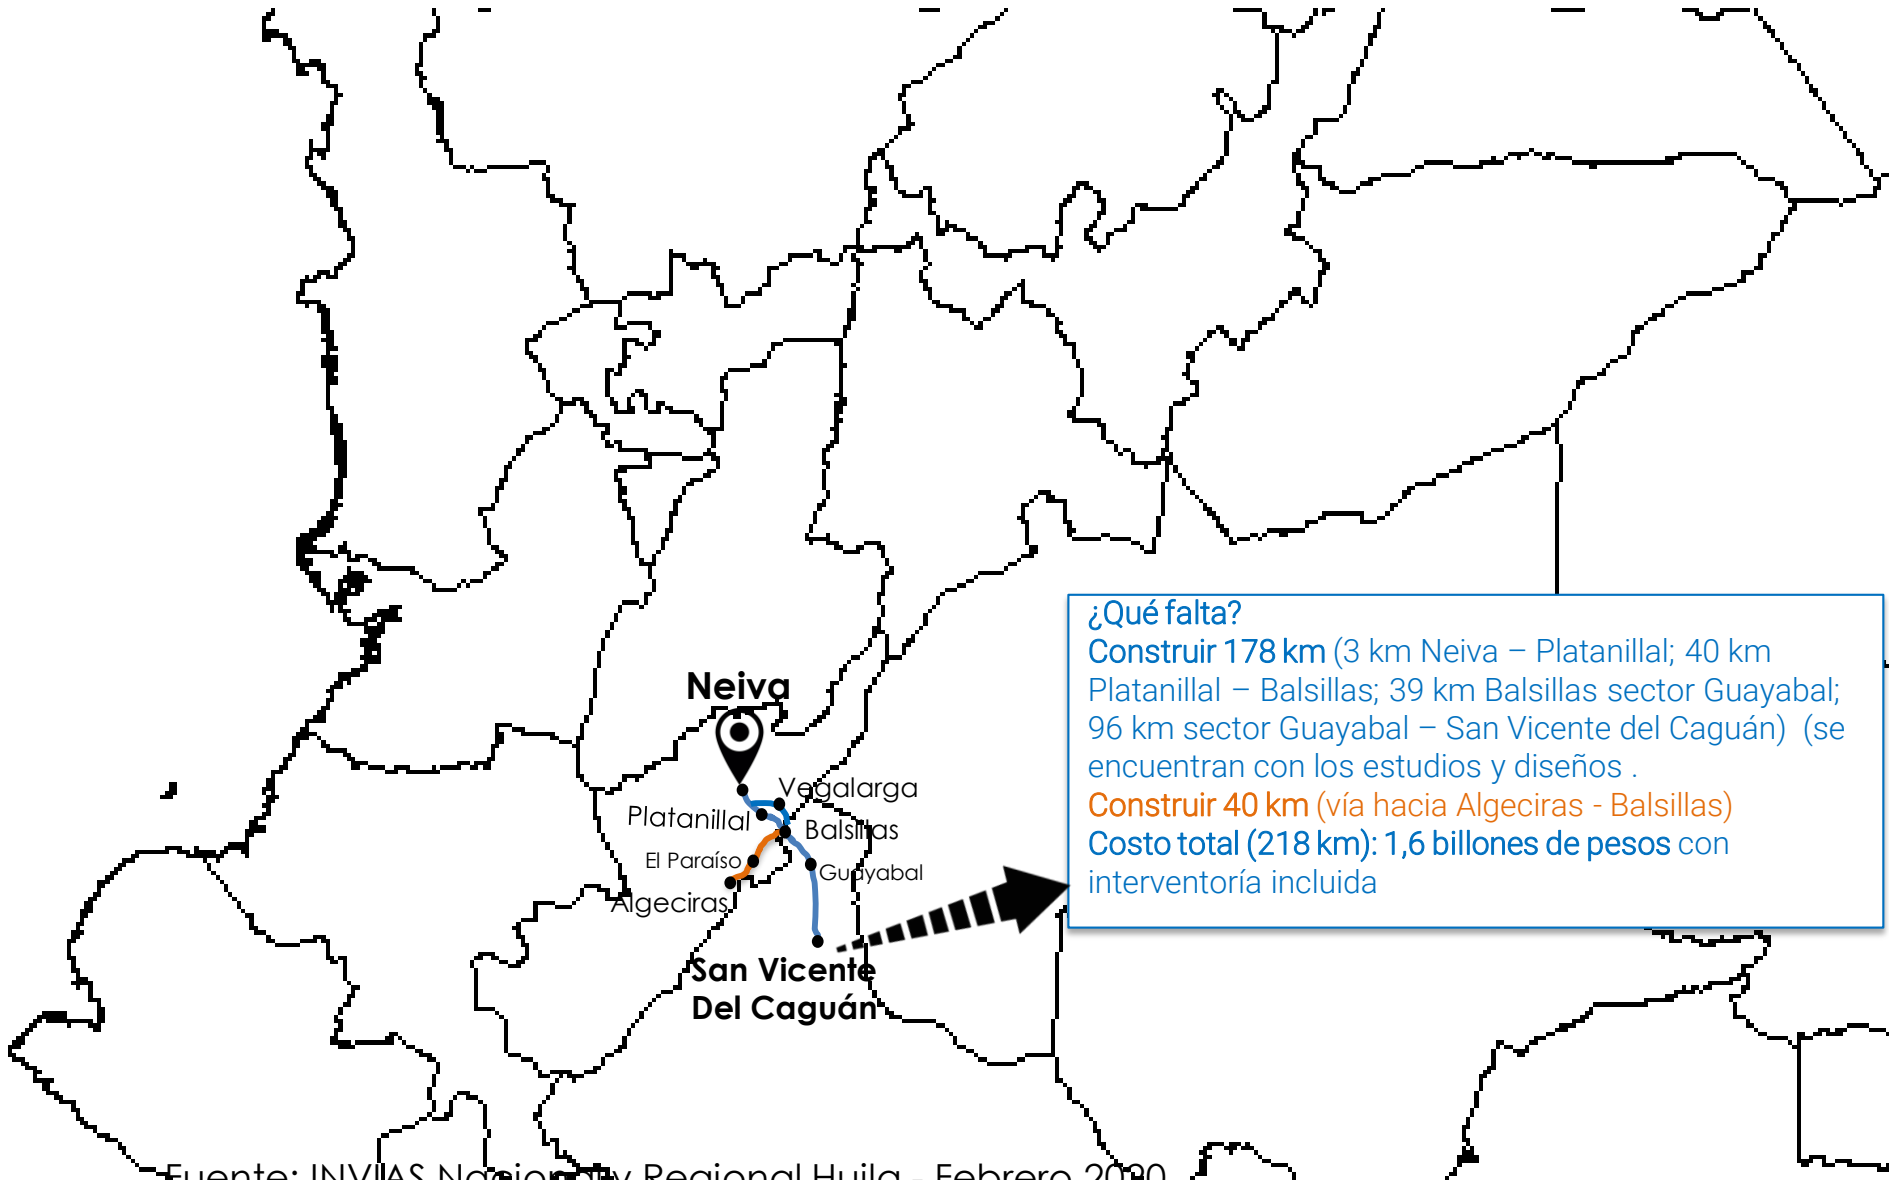 ¿Qué falta?
Construir 178 km (3 km Neiva – Platanillal; 40 km
Platanillal – Balsillas; 39 km Balsillas sector Guayabal;
96 km sector Guayabal – San Vicente del Caguán) (se
encuentran con los estudios y diseños .
Construir 40 km (vía hacia Algeciras - Balsillas)
Costo total (218 km): 1,6 billones de pesos con
interventoría incluida
Neiva
Vegalarga
Platanillal
Balsillas
El Paraíso
Guayabal
Algeciras
San Vicente
Del Caguán
Fuente: INVIAS Nacional y Regional Huila - Febrero 2020